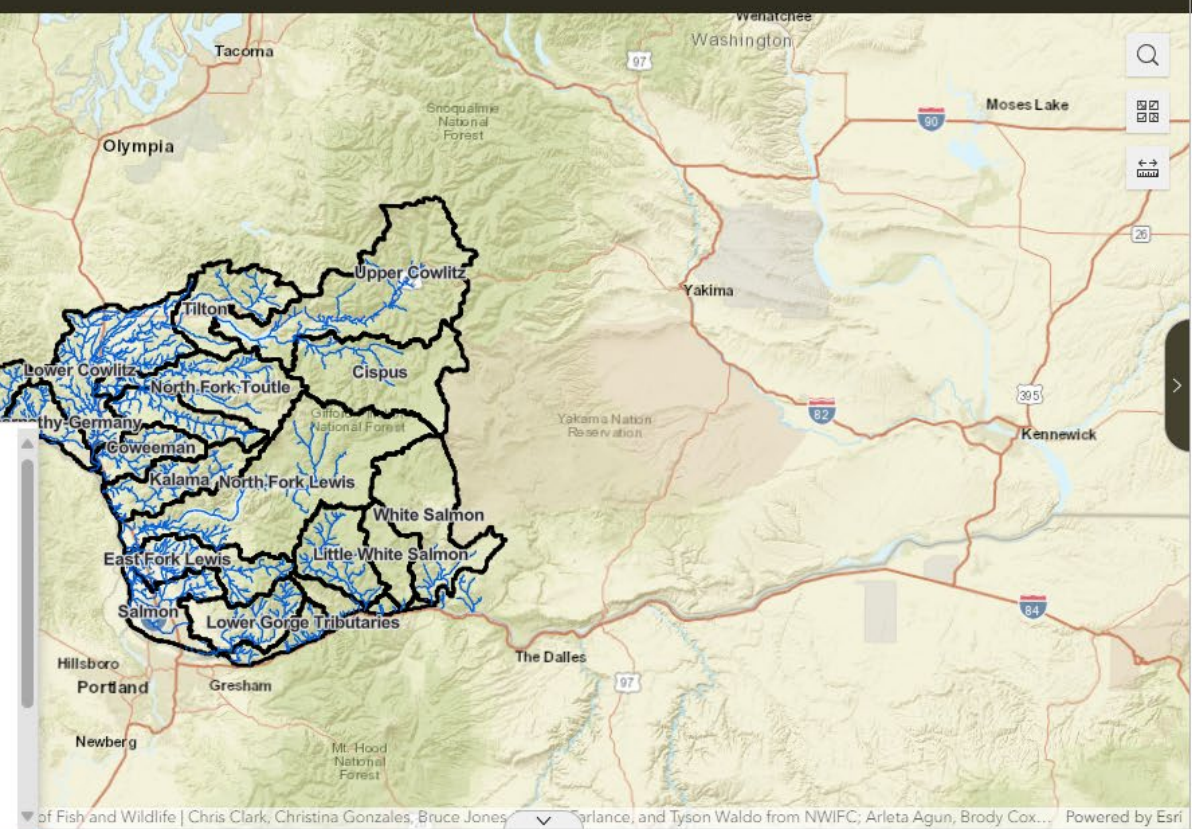 Wenatchee
Washington
Tacoma
97
Snoqualmie
National
Forest
Moses Lake
90
Olympia
26
Upper Cowlitz
Yakima
Tilton
Lower Cowlitz
North Fork Toutle
Cispus
395
82
Yakama Nation
Reservation
National Forest
Kennewick
thy-Germany
Coweeman
Kalama
North Fork Lewis
White Salmon
East Fork Lewis
Little White Salmon
84
Salmon
Lower Gorge Tributaries
The Dalles
Hillsboro
Portland
Gresham
97
Newberg
Mt. Hood
National
Forest
of Fish and Wildlife | Chris Clark, Christina Gonzales, Bruce Jones arlance, and Tyson Waldo from NWIFC; Arleta Agun, Brody Cox... Powered by Esri